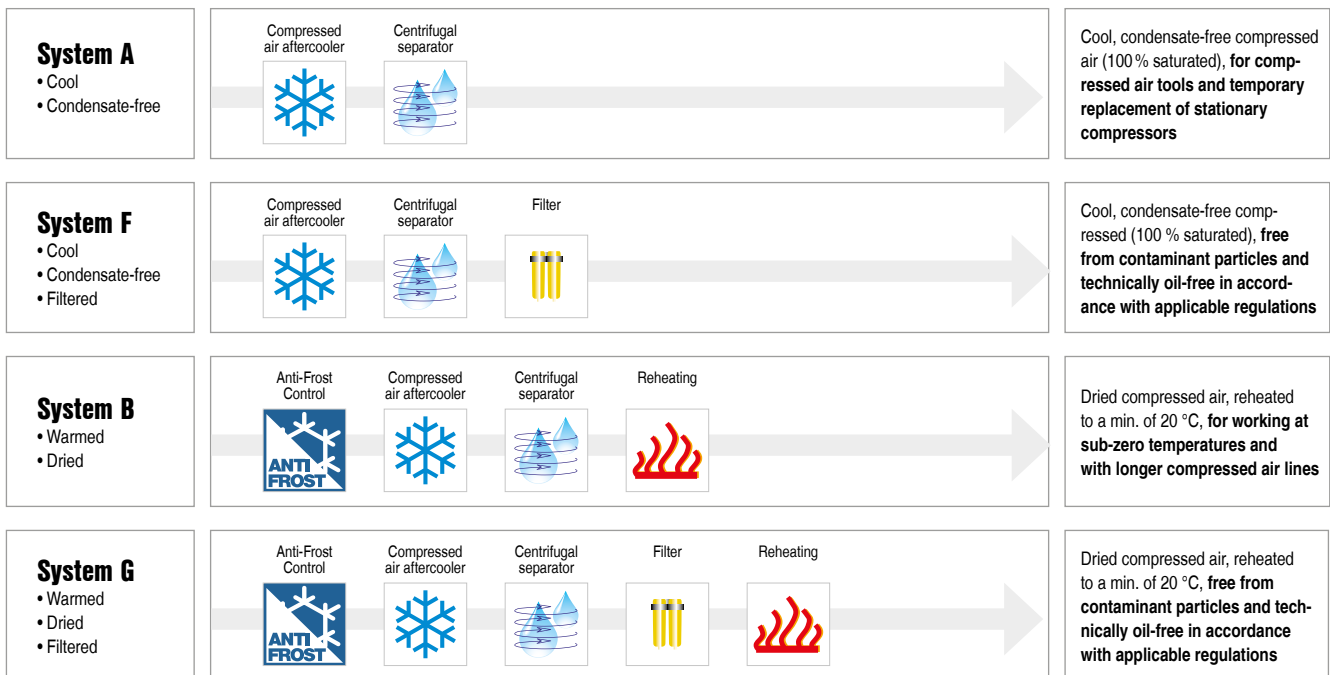 System A
• Cool
• Condensate-free
Compressed
air aftercooler
Centrifugal
separator
Cool, condensate-free compressed
air (100 % saturated), for comp-
ressed air tools and temporary
replacement of stationary
compressors
System F
• Cool
• Condensate-free
• Filtered
Compressed
air aftercooler
Centrifugal
separator
Filter
Cool, condensate-free comp-
ressed (100 % saturated), free
from contaminant particles and
technically oil-free in accord-
ance with applicable regulations
System B
• Warmed
• Dried
Anti-Frost
Control
ANTI
FROST
Compressed
air aftercooler
Centrifugal
separator
Reheating
Dried compressed air, reheated
to a min. of 20 °C, for working at
sub-zero temperatures and
with longer compressed air lines
System G
• Warmed
• Dried
• Filtered
Anti-Frost
Control
ANTI
FROST
Compressed
air aftercooler
Centrifugal
separator
Filter
Reheating
Dried compressed air, reheated
to a min. of 20 °C, free from
contaminant particles and tech-
nically oil-free in accordance
with applicable regulations